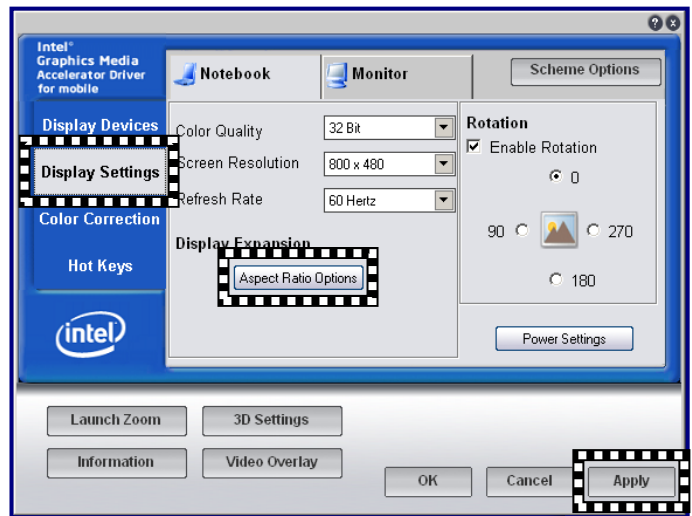 Intel®
Graphics Media
Accelerator Driver
for mobile
Notebook
Monitor
Scheme Options
Display Devices
Display Settings
Color Correction
Hot Keys
intel
Color Quality
32 Bit
Screen Resolution
800 x 480
Refresh Rate
60 Hertz
Display Expansion
Aspect Ratio Options
Rotation
Enable Rotation
0
90
270
180
Power Settings
Launch Zoom
3D Settings
Information
Video Overlay
OK
Cancel
Apply